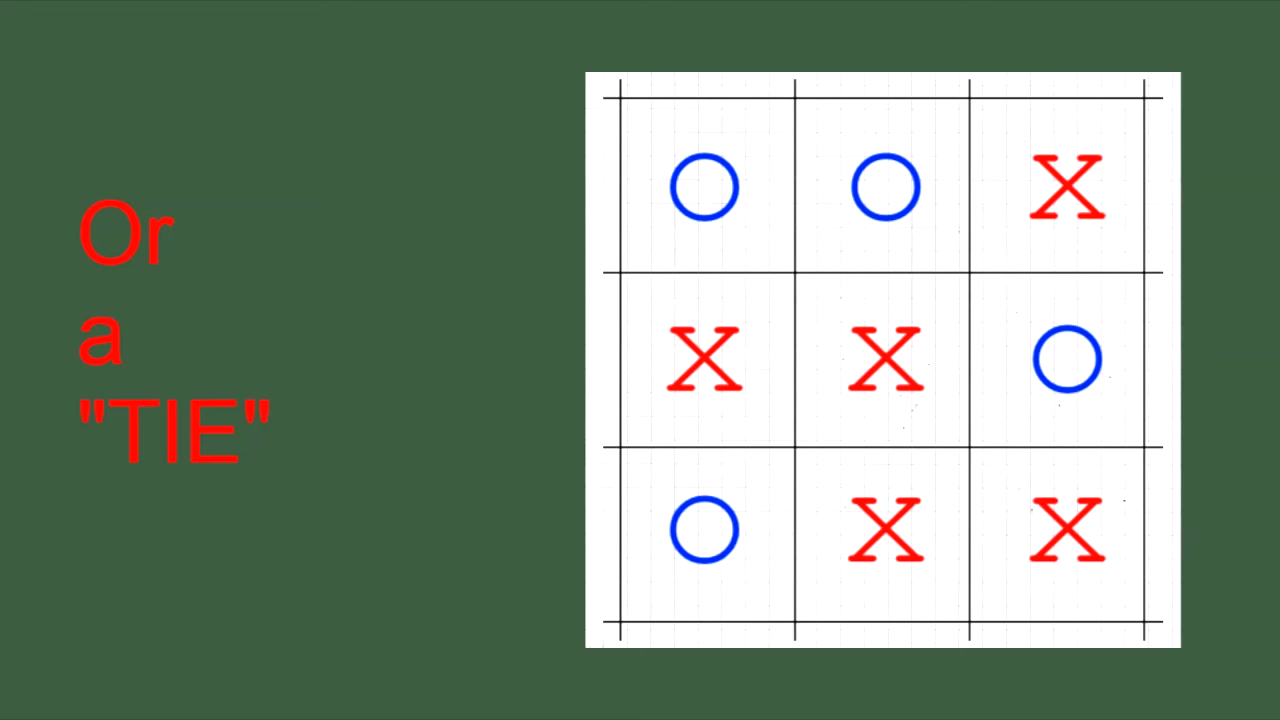 Or
a
"TIE"
O O X
X X O
O X X